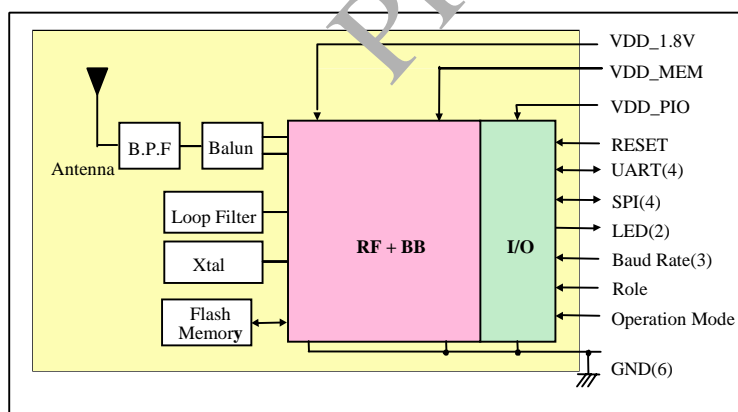 VDD_1.8V
VDD_MEM
VDD_PIO
Antenna
B.P.F
Balun
Loop Filter
Xtal
Flash
Memory
RF + BB
I/O
RESET
UART(4)
SPI(4)
LED(2)
Baud Rate(3)
Role
Operation Mode
GND(6)